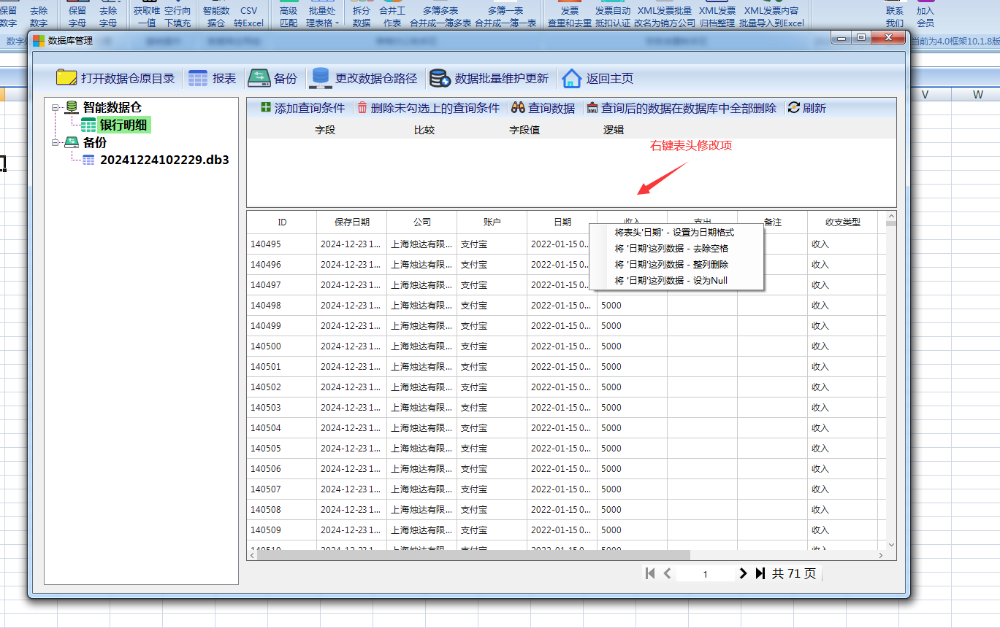 保留 去除 保留 去除 获取唯 空行向 智能数 CSV 高级 批量处 拆分 合并工 多簿多表 多簿一表 发票 发票自动 XML发票批量 XML发票 XML发票内容 联系 加入
数字 数字 字母 字母 一值 下填充 据仓 转Excel 匹配 理表格 数据 作表 合并成一簿多表 合并成一簿一表 查重和去重 抵扣认证 改名为销方公司 归档整理 批量导入到Excel 我们 会员
数据库管理
当前为4.0框架10.1.8版
打开数据仓原目录 报表 备份 更改数据仓路径 数据批量维护更新 返回主页
V W
智能数据仓
银行明细
备份
20241224102229.db3
添加查询条件 删除未勾选上的查询条件 查询数据 查询后的数据在数据库中全部删除 刷新
字段 比较 字段值 逻辑
右键表头修改项
ID 保存日期 公司 账户 日期 收入 支出 备注 收支类型
将表头'日期' - 设置为日期格式
将 '日期'这列数据 - 去除空格
将 '日期'这列数据 - 整列删除
将 '日期'这列数据 - 设为Null
140495 2024-12-23 1... 上海烛达有限... 支付宝 2022-01-15 0... 收入
140496 2024-12-23 1... 上海烛达有限... 支付宝 2022-01-15 0... 收入
140497 2024-12-23 1... 上海烛达有限... 支付宝 2022-01-15 0... 收入
140498 2024-12-23 1... 上海烛达有限... 支付宝 2022-01-15 0... 5000 收入
140499 2024-12-23 1... 上海烛达有限... 支付宝 2022-01-15 0... 5000 收入
140500 2024-12-23 1... 上海烛达有限... 支付宝 2022-01-15 0... 5000 收入
140501 2024-12-23 1... 上海烛达有限... 支付宝 2022-01-15 0... 5000 收入
140502 2024-12-23 1... 上海烛达有限... 支付宝 2022-01-15 0... 5000 收入
140503 2024-12-23 1... 上海烛达有限... 支付宝 2022-01-15 0... 5000 收入
140504 2024-12-23 1... 上海烛达有限... 支付宝 2022-01-15 0... 5000 收入
140505 2024-12-23 1... 上海烛达有限... 支付宝 2022-01-15 0... 5000 收入
140506 2024-12-23 1... 上海烛达有限... 支付宝 2022-01-15 0... 5000 收入
140507 2024-12-23 1... 上海烛达有限... 支付宝 2022-01-15 0... 5000 收入
140508 2024-12-23 1... 上海烛达有限... 支付宝 2022-01-15 0... 5000 收入
140509 2024-12-23 1... 上海烛达有限... 支付宝 2022-01-15 0... 5000 收入
140510 2024-12-23 1... 上海烛达有限... 支付宝 2022-01-15 0... 5000 收入
1 共 71 页